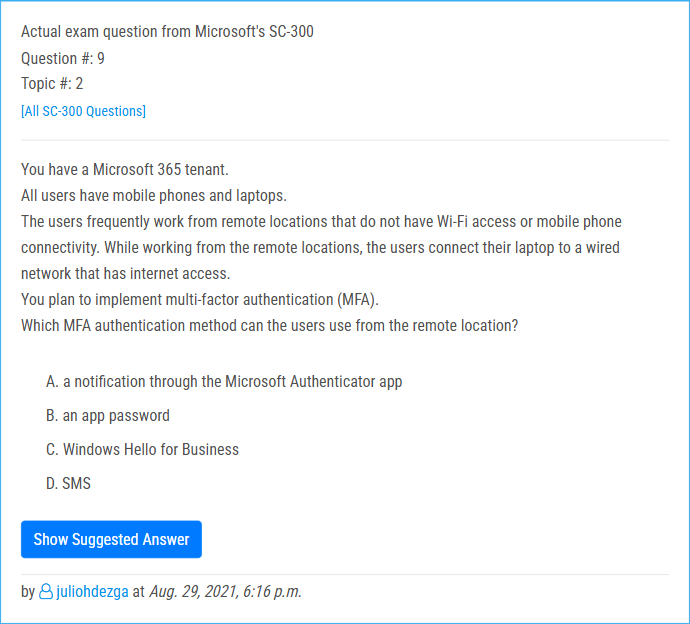 Actual exam question from Microsoft's SC-300
Question #: 9
Topic #: 2
[All SC-300 Questions]
You have a Microsoft 365 tenant.
All users have mobile phones and laptops.
The users frequently work from remote locations that do not have Wi-Fi access or mobile phone
connectivity. While working from the remote locations, the users connect their laptop to a wired
network that has internet access.
You plan to implement multi-factor authentication (MFA).
Which MFA authentication method can the users use from the remote location?
A. a notification through the Microsoft Authenticator app
B. an app password
C. Windows Hello for Business
D. SMS
Show Suggested Answer
by juliohdezga at Aug. 29, 2021, 6:16 p.m.